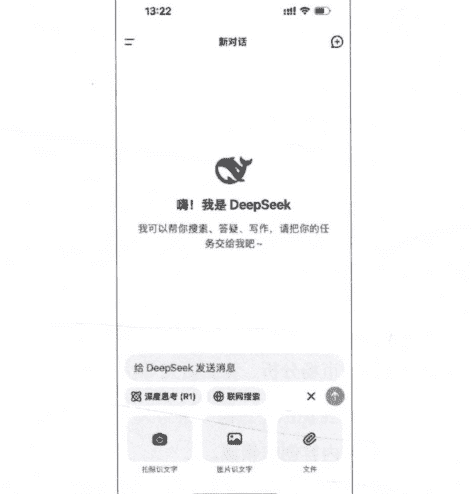 13:22
新对话
嗨！我是 DeepSeek
我可以帮你搜索、答疑、写作，请把你的任
务交给我吧～
给 DeepSeek 发送消息
深度思考 (R1)
联网搜索
拍照识文字
图片识文字
文件